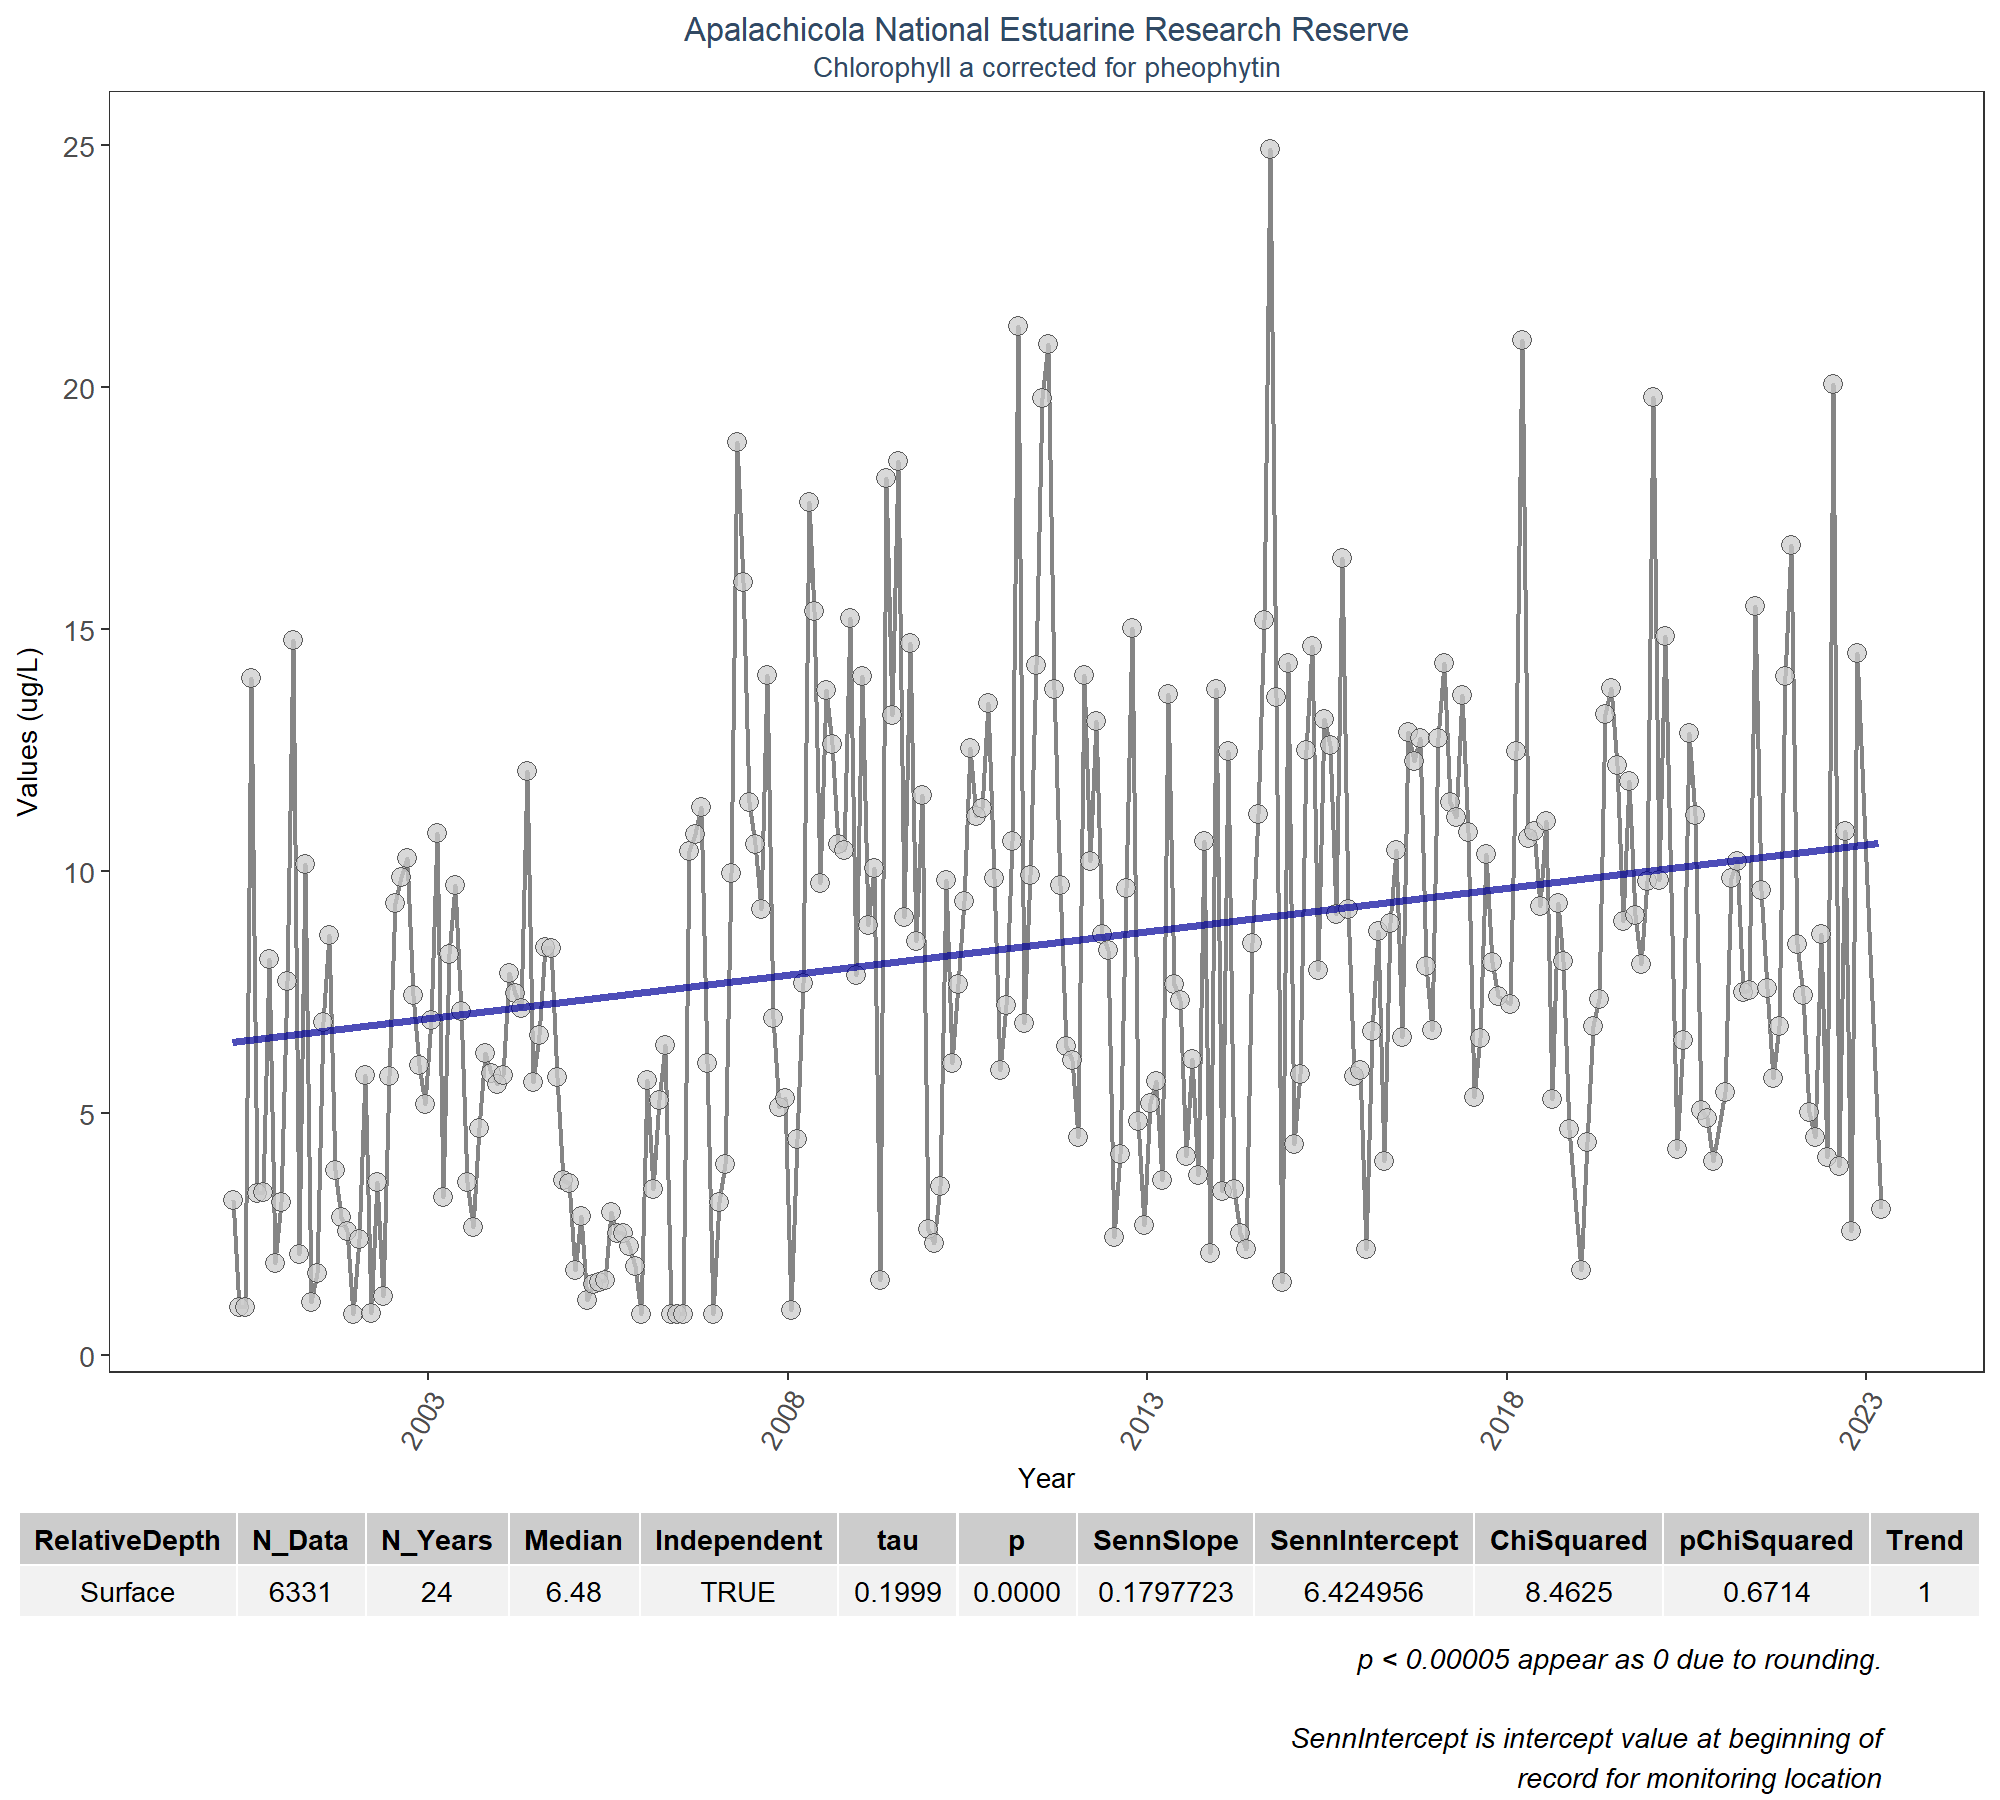 Apalachicola National Estuarine Research Reserve
Chlorophyll a corrected for pheophytin
Values (ug/L)
25
20
15
10
5
0
2003 2008 2013 2018 2023
Year
RelativeDepth N_Data N_Years Median Independent tau p SennSlope SennIntercept ChiSquared pChiSquared Trend
Surface 6331 24 6.48 TRUE 0.1999 0.0000 0.1797723 6.424956 8.4625 0.6714 1
p < 0.00005 appear as 0 due to rounding.
SennIntercept is intercept value at beginning of
record for monitoring location